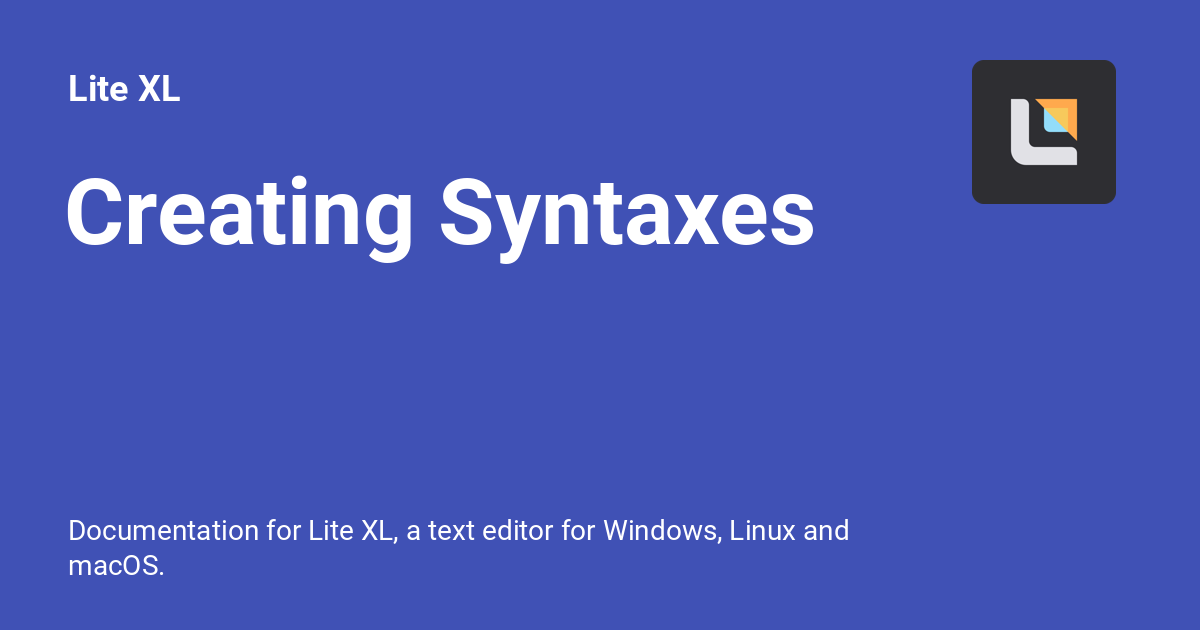 Lite XL
Creating Syntaxes
Documentation for Lite XL, a text editor for Windows, Linux and
macOS.